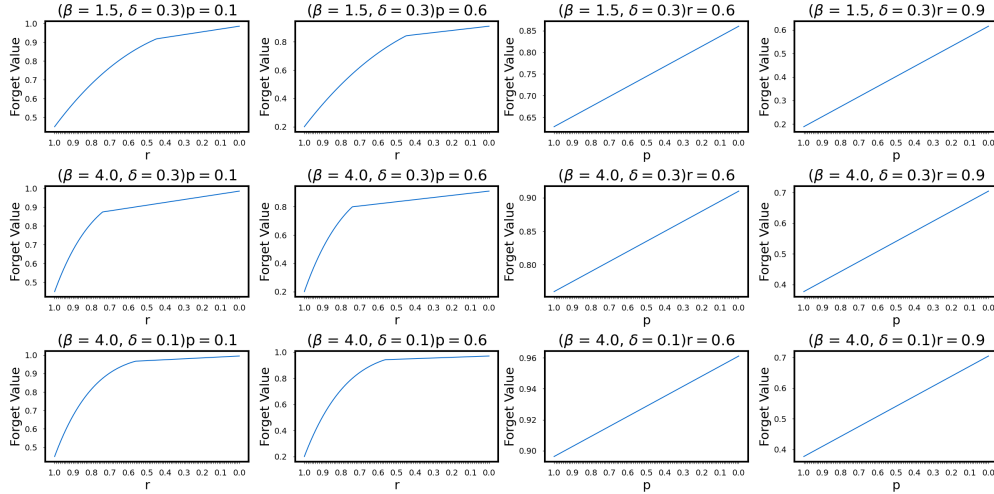 (β = 1.5, δ = 0.3)p = 0.1
Forget Value
1.0
0.9
0.8
0.7
0.6
0.5
1.0 0.9 0.8 0.7 0.6 0.5 0.4 0.3 0.2 0.1 0.0
r
(β = 1.5, δ = 0.3)p = 0.6
Forget Value
0.8
0.6
0.4
0.2
1.0 0.9 0.8 0.7 0.6 0.5 0.4 0.3 0.2 0.1 0.0
r
(β = 1.5, δ = 0.3)r = 0.6
Forget Value
0.85
0.80
0.75
0.70
0.65
1.0 0.9 0.8 0.7 0.6 0.5 0.4 0.3 0.2 0.1 0.0
p
(β = 1.5, δ = 0.3)r = 0.9
Forget Value
0.6
0.5
0.4
0.3
0.2
1.0 0.9 0.8 0.7 0.6 0.5 0.4 0.3 0.2 0.1 0.0
p
(β = 4.0, δ = 0.3)p = 0.1
Forget Value
1.0
0.9
0.8
0.7
0.6
0.5
1.0 0.9 0.8 0.7 0.6 0.5 0.4 0.3 0.2 0.1 0.0
r
(β = 4.0, δ = 0.3)p = 0.6
Forget Value
0.8
0.6
0.4
0.2
1.0 0.9 0.8 0.7 0.6 0.5 0.4 0.3 0.2 0.1 0.0
r
(β = 4.0, δ = 0.3)r = 0.6
Forget Value
0.90
0.85
0.80
1.0 0.9 0.8 0.7 0.6 0.5 0.4 0.3 0.2 0.1 0.0
p
(β = 4.0, δ = 0.3)r = 0.9
Forget Value
0.7
0.6
0.5
0.4
1.0 0.9 0.8 0.7 0.6 0.5 0.4 0.3 0.2 0.1 0.0
p
(β = 4.0, δ = 0.1)p = 0.1
Forget Value
1.0
0.9
0.8
0.7
0.6
0.5
1.0 0.9 0.8 0.7 0.6 0.5 0.4 0.3 0.2 0.1 0.0
r
(β = 4.0, δ = 0.1)p = 0.6
Forget Value
1.0
0.8
0.6
0.4
0.2
1.0 0.9 0.8 0.7 0.6 0.5 0.4 0.3 0.2 0.1 0.0
r
(β = 4.0, δ = 0.1)r = 0.6
Forget Value
0.96
0.94
0.92
0.90
1.0 0.9 0.8 0.7 0.6 0.5 0.4 0.3 0.2 0.1 0.0
p
(β = 4.0, δ = 0.1)r = 0.9
Forget Value
0.7
0.6
0.5
0.4
1.0 0.9 0.8 0.7 0.6 0.5 0.4 0.3 0.2 0.1 0.0
p